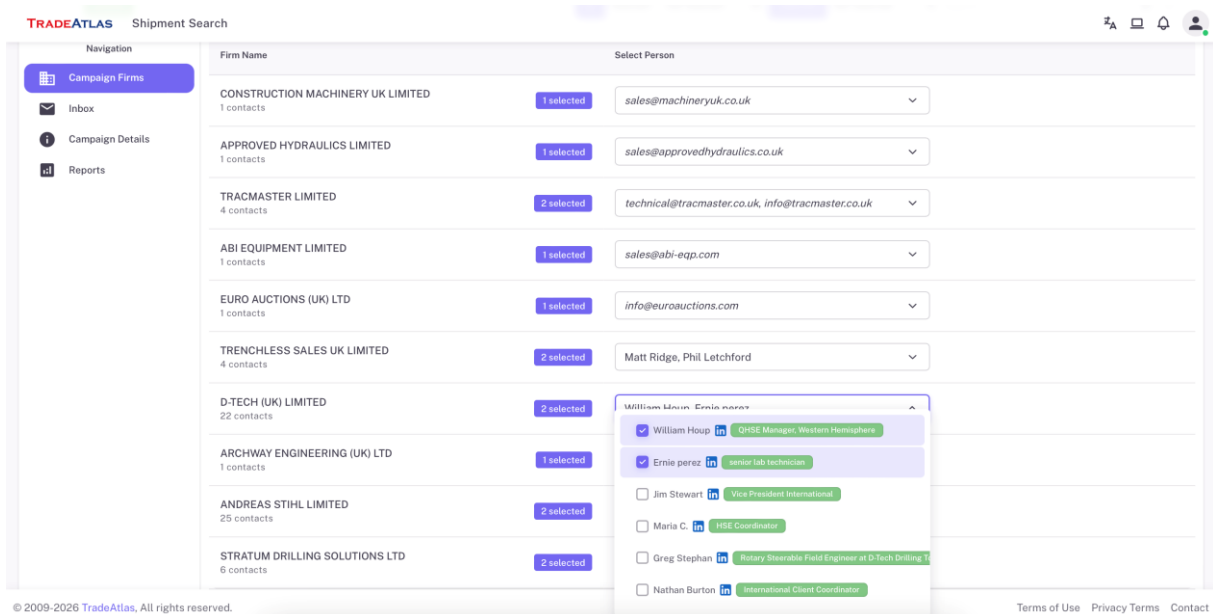 TRADEATLAS Shipment Search
Navigation
Campaign Firms
Inbox
Campaign Details
Reports
Firm Name Select Person
CONSTRUCTION MACHINERY UK LIMITED
1 contacts
1 selected
sales@machineryuk.co.uk
APPROVED HYDRAULICS LIMITED
1 contacts
1 selected
sales@approvedhydraulics.co.uk
TRACMASTER LIMITED
4 contacts
2 selected
technical@tracmaster.co.uk, info@tracmaster.co.uk
ABI EQUIPMENT LIMITED
1 contacts
1 selected
sales@abi-eqp.com
EURO AUCTIONS (UK) LTD
1 contacts
1 selected
info@euroauctions.com
TRENCHLESS SALES UK LIMITED
4 contacts
2 selected
Matt Ridge, Phil Letchford
D-TECH (UK) LIMITED
22 contacts
2 selected
William Houp, Ernie perez
William Houp in QHSE Manager, Western Hemisphere
Ernie perez in senior lab technician
Jim Stewart in Vice President International
Maria C. in HSE Coordinator
Greg Stephan in Rotary Steerable Field Engineer at D-Tech Drilling
Nathan Burton in International Client Coordinator
ARCHWAY ENGINEERING (UK) LTD
1 contacts
1 selected
ANDREAS STIHL LIMITED
25 contacts
2 selected
STRATUM DRILLING SOLUTIONS LTD
6 contacts
2 selected
© 2009-2026 TradeAtlas, All rights reserved.
Terms of Use Privacy Terms Contact